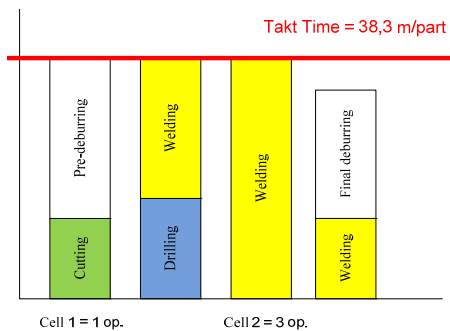 Takt Time = 38,3 m/part
Pre-deburring
Cutting
Welding
Drilling
Welding
Final deburring
Welding
Cell 1 = 1 op.
Cell 2 = 3 op.